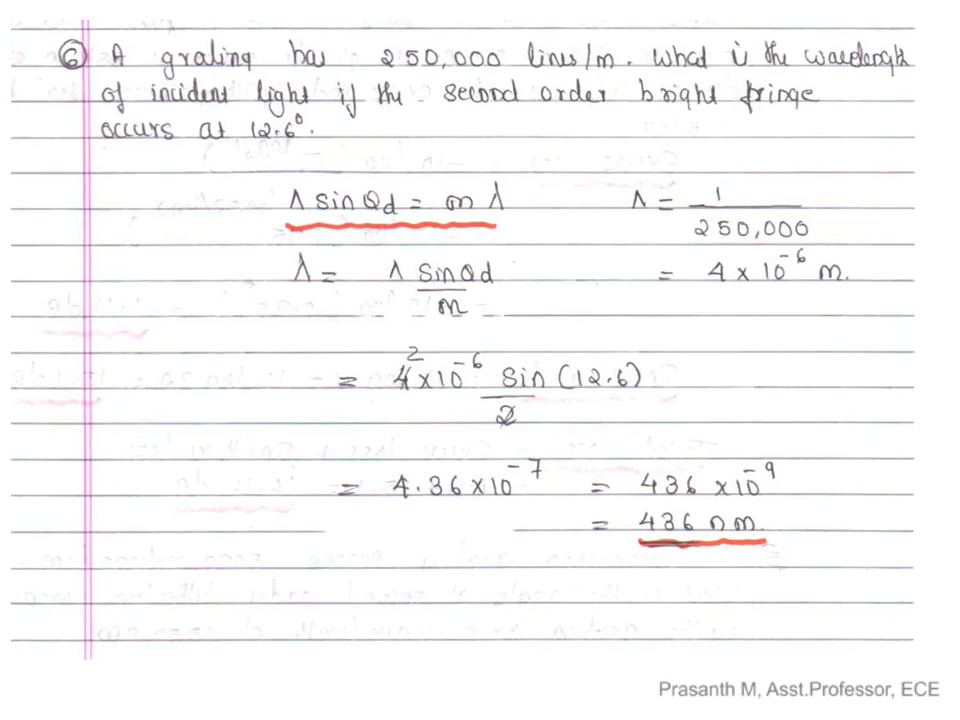 ⑥ A grating has 250,000 lines/m. What is the wavelength
of incident light if the second order bright fringe
occurs at 12.6°.
Λ sin θd = m λ
Λ = 1 / 250,000
= 4 x 10⁻⁶ m.
λ = Λ sin θd / m
= 4 x 10⁻⁶ sin (12.6) / 2
2
= 4.36 x 10⁻⁷ = 436 x 10⁻⁹
= 436 nm.
Prasanth M, Asst.Professor, ECE